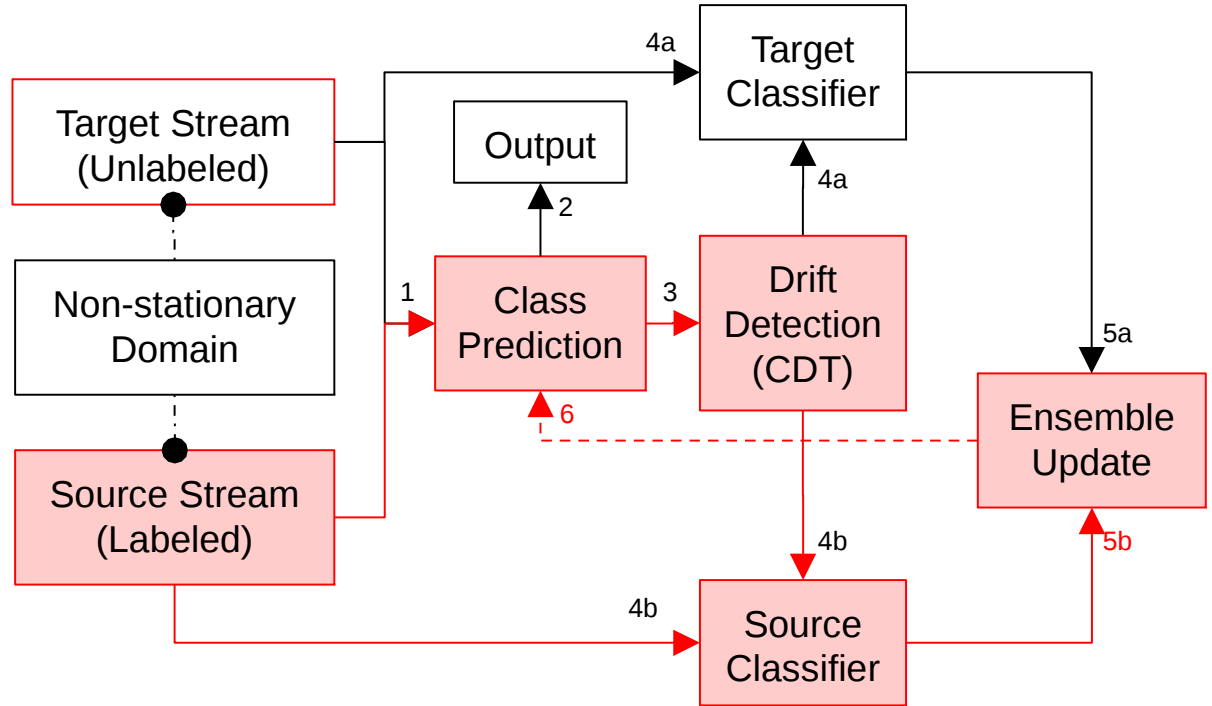 Target Stream
(Unlabeled)
Non-stationary
Domain
Source Stream
(Labeled)
1
Output
2
Class
Prediction
3
6
4a
Target
Classifier
4a
Drift
Detection
(CDT)
4b
4b
Source
Classifier
5a
Ensemble
Update
5b